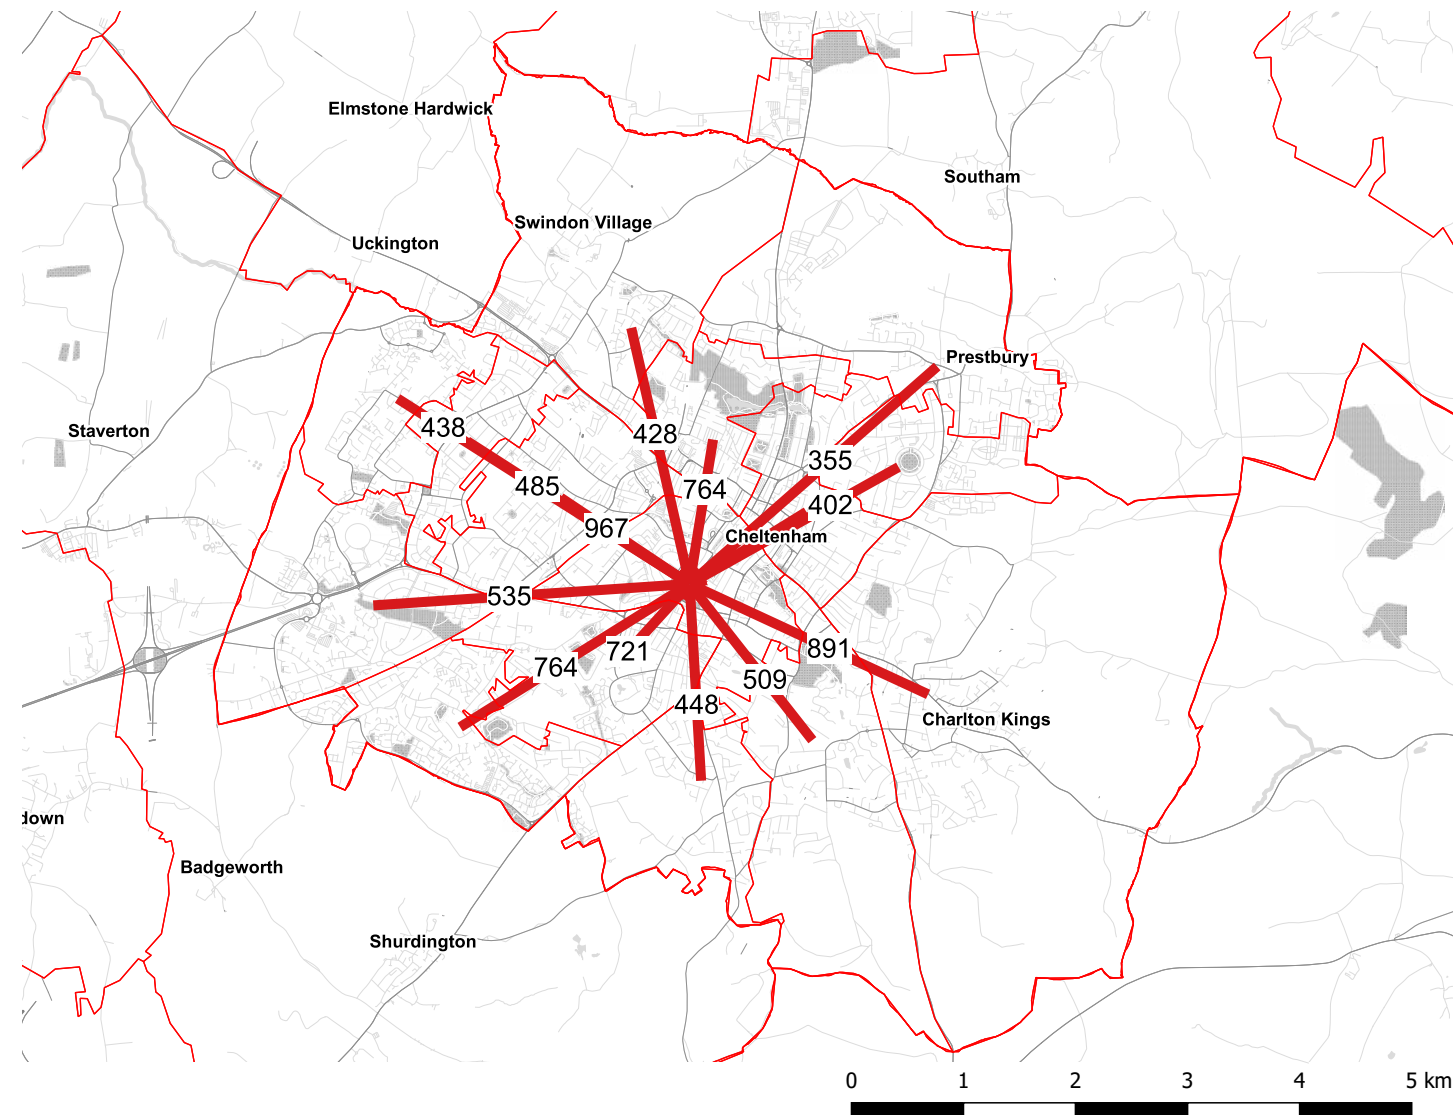 Elmstone Hardwick
Southam
Swindon Village
Uckington
Prestbury
438
Staverton
428
355
485
764
402
967
Cheltenham
535
721
891
764
509
448
Charlton Kings
down
Badgeworth
Shurdington
0 1 2 3 4 5 km